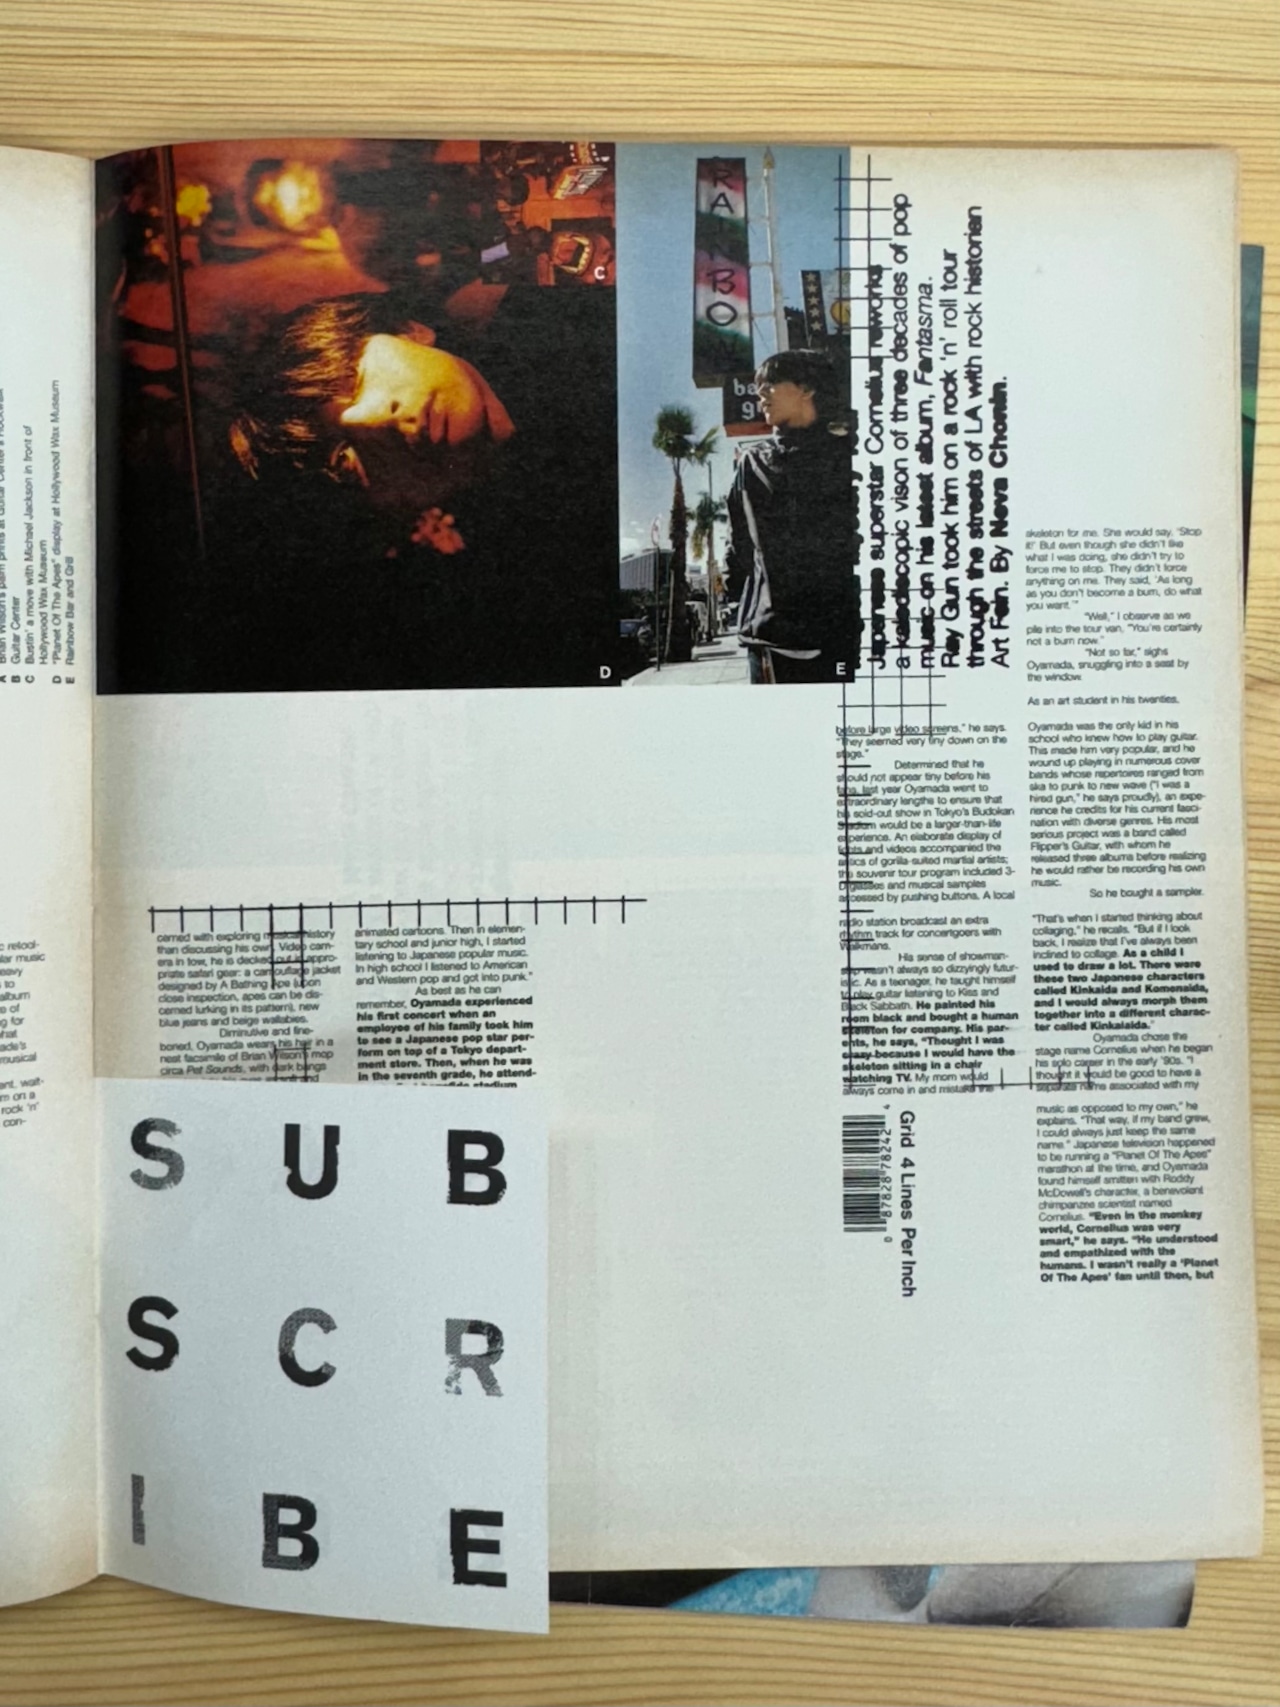 A
B Guitar Center
C Bustin' a move with Michael Jackson in front of
Hollywood Wax Museum
D "Planet Of The Apes" display at Hollywood Wax Museum
E Rainbow Bar and Grill
c retool-
lar music
eavy
to
album
e of
g for
hat
ade's
musical
ant, wait-
m on a
rock 'n'
con-
C
D
RAINBOW
E
Japanese superstar Cornelius reworks
a kaleidescopic vison of three decades of pop
music on his latest album, Fantasma.
Ray Gun took him on a rock 'n' roll tour
through the streets of LA with rock historian
Art Fein. By Neva Chonin.
cerned with exploring musical history
than discussing his own. Video cam-
era in tow, he is decked out in appro-
priate safari gear: a camouflage jacket
designed by A Bathing Ape (upon
close inspection, apes can be dis-
cerned lurking in its pattern), new
blue jeans and beige wallabies.
Diminutive and fine-
boned, Oyamada wears his hair in a
neat facsimile of Brian Wilson's mop
circa Pet Sounds, with dark bangs
animated cartoons. Then in elemen-
tary school and junior high, I started
listening to Japanese popular music.
In high school I listened to American
and Western pop and got into punk."
As best as he can
remember, Oyamada experienced
his first concert when an
employee of his family took him
to see a Japanese pop star per-
form on top of a Tokyo depart-
ment store. Then, when he was
in the seventh grade, he attend-
before large video screens," he says.
"They seemed very tiny down on the
stage."
Determined that he
should not appear tiny before his
fans, last year Oyamada went to
extraordinary lengths to ensure that
his sold-out show in Tokyo's Budokan
Stadium would be a larger-than-life
experience. An elaborate display of
lights and videos accompanied the
antics of gorilla-suited martial artists;
the souvenir tour program included 3-
D glasses and musical samples
accessed by pushing buttons. A local
radio station broadcast an extra
rhythm track for concertgoers with
Walkmans.
His sense of showman-
ship wasn't always so dizzyingly futur-
istic. As a teenager, he taught himself
to play guitar listening to Kiss and
Black Sabbath. He painted his
room black and bought a human
skeleton for company. His par-
ents, he says, "Thought I was
crazy because I would have the
skeleton sitting in a chair
watching TV. My mom would
always come in and mistake the
skeleton for me. She would say, 'Stop
it!' But even though she didn't like
what I was doing, she didn't try to
force me to stop. They didn't force
anything on me. They said, 'As long
as you don't become a bum, do what
you want.'"
"Well," I observe as we
pile into the tour van, "You're certainly
not a bum now."
"Not so far," sighs
Oyamada, snuggling into a seat by
the window.
As an art student in his twenties,
Oyamada was the only kid in his
school who knew how to play guitar.
This made him very popular, and he
wound up playing in numerous cover
bands whose repertoires ranged from
ska to punk to new wave ("I was a
hired gun," he says proudly), an expe-
rience he credits for his current fasci-
nation with diverse genres. His most
serious project was a band called
Flipper's Guitar, with whom he
released three albums before realizing
he would rather be recording his own
music.
So he bought a sampler.
"That's when I started thinking about
collaging," he recalls. "But if I look
back, I realize that I've always been
inclined to collage. As a child I
used to draw a lot. There were
these two Japanese characters
called Kinkaida and Komenaida,
and I would always morph them
together into a different charac-
ter called Kinkalaida."
Oyamada chose the
stage name Cornelius when he began
his solo career in the early '90s. "I
thought it would be good to have a
separate name associated with my
music as opposed to my own," he
explains. "That way, if my band grew,
I could always just keep the same
name." Japanese television happened
to be running a "Planet Of The Apes"
marathon at the time, and Oyamada
found himself smitten with Roddy
McDowell's character, a benevolent
chimpanzee scientist named
Cornelius. "Even in the monkey
world, Cornelius was very
smart," he says. "He understood
and empathized with the
humans. I wasn't really a 'Planet
Of The Apes' fan until then, but
0 87828 78242 4
Grid 4 Lines Per Inch
S U B
S C R
I B E